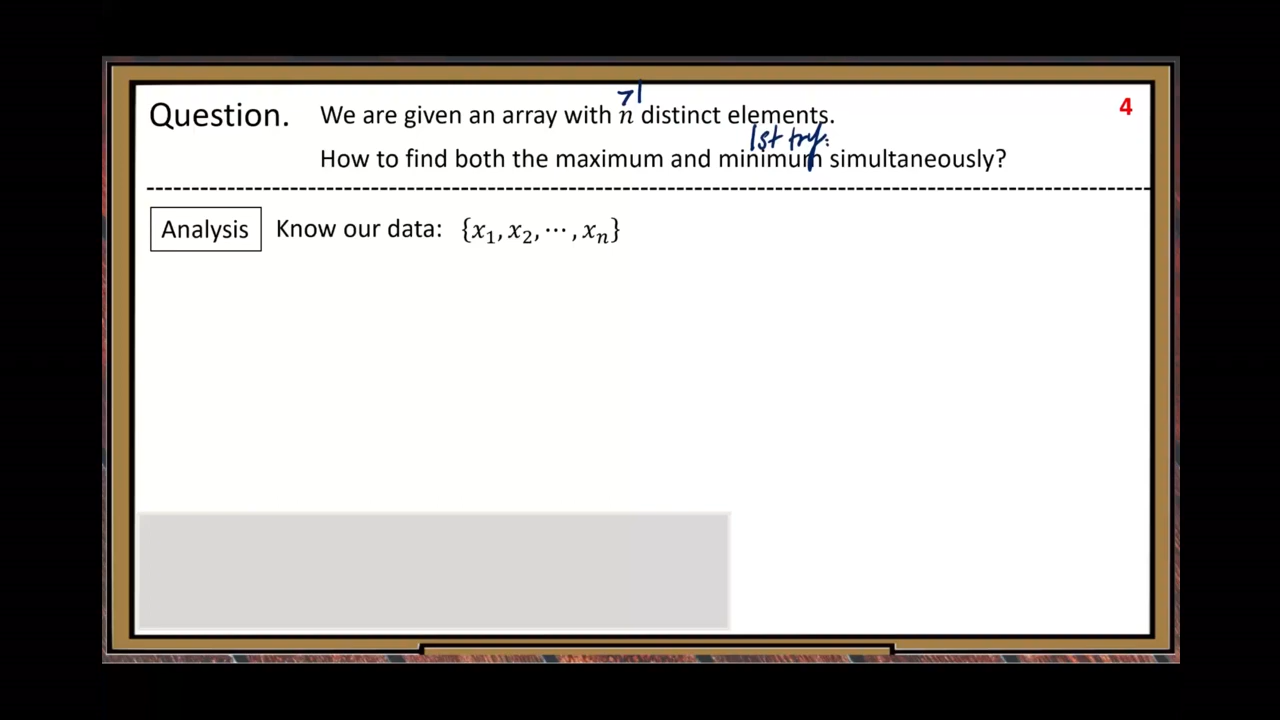 >1
Question. We are given an array with n distinct elements. 4
1st try:
How to find both the maximum and minimum simultaneously?
Analysis Know our data: {x₁, x₂, ⋯, xₙ}